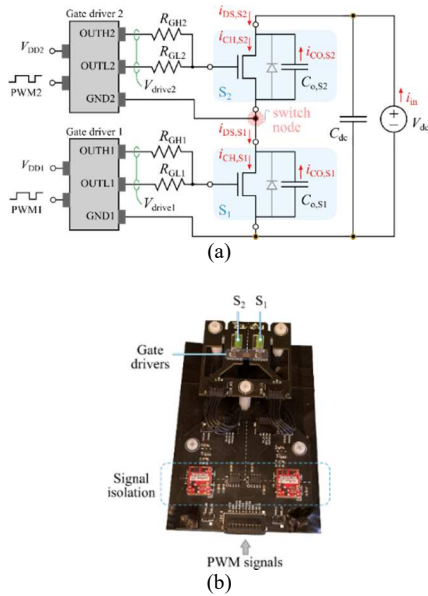 Gate driver 2
OUTH2
R_GH2
V_DD2
OUTL2
R_GL2
PWM2
GND2
V_drive2
i_DS,S2
i_CH,S2
i_CO,S2
C_o,S2
S_2
switch
node
Gate driver 1
OUTH1
R_GH1
V_DD1
OUTL1
R_GL1
PWM1
GND1
V_drive1
i_DS,S1
i_CH,S1
i_CO,S1
C_o,S1
S_1
C_dc
i_in
V_dc
(a)
S_2 S_1
Gate
drivers
Signal
isolation
PWM signals
(b)